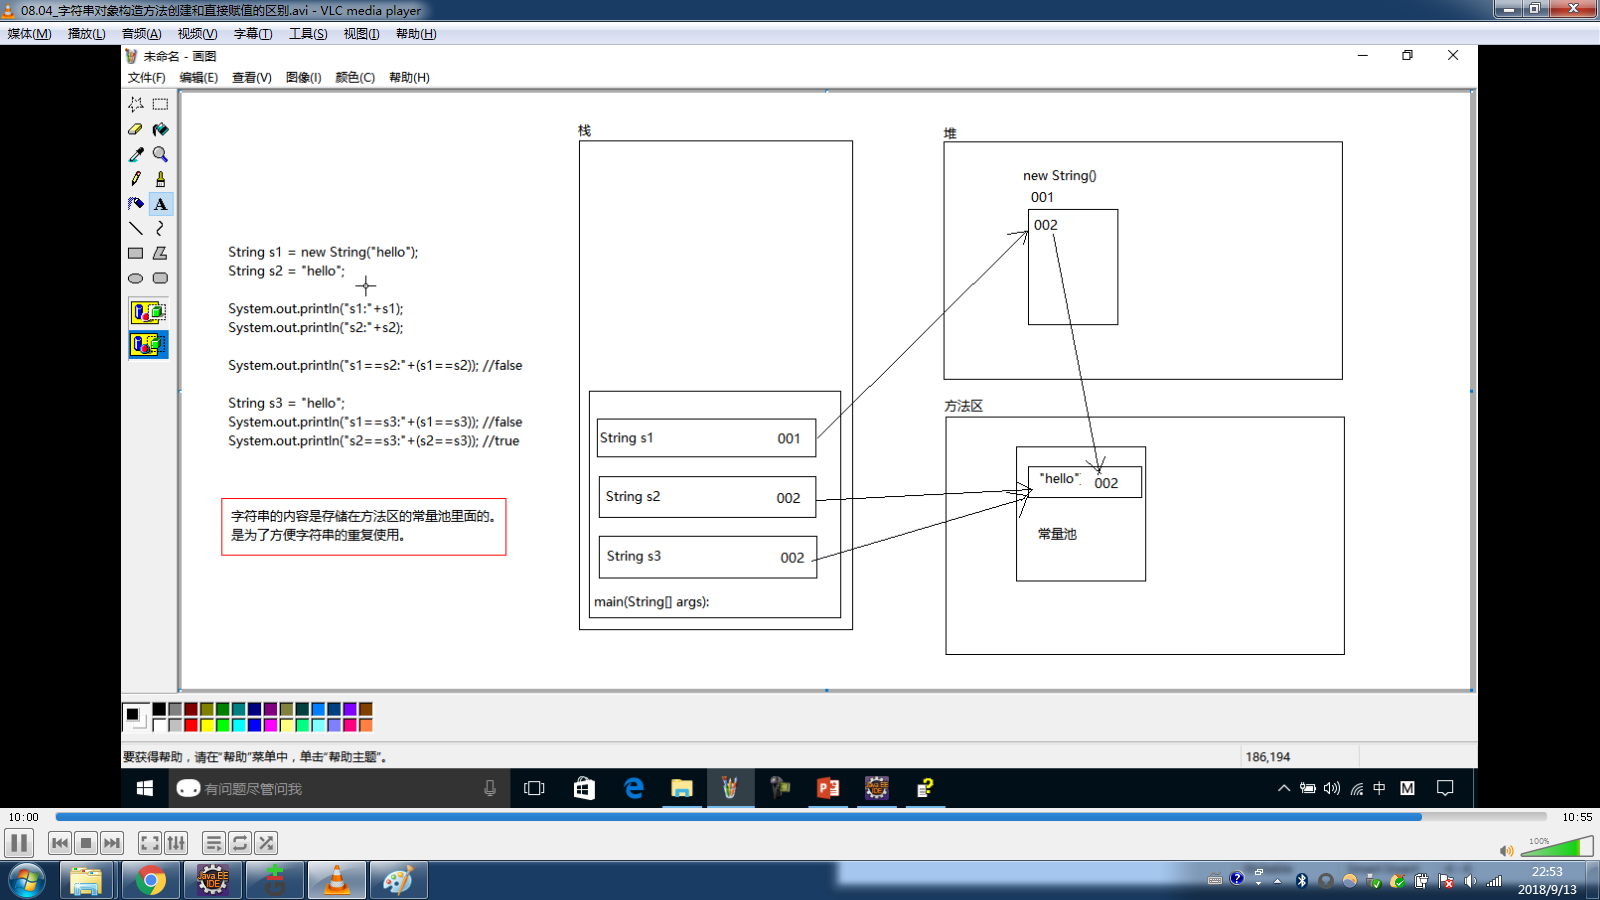 08.04_字符串对象构造方法创建和直接赋值的区别.avi - VLC media player
媒体(M) 播放(L) 音频(A) 视频(V) 字幕(T) 工具(S) 视图(I) 帮助(H)
未命名 - 画图
文件(F) 编辑(E) 查看(V) 图像(I) 颜色(C) 帮助(H)
栈
堆
new String()
001
002
String s1 = new String("hello");
String s2 = "hello";
System.out.println("s1:"+s1);
System.out.println("s2:"+s2);
System.out.println("s1==s2:"+(s1==s2)); //false
String s3 = "hello";
System.out.println("s1==s3:"+(s1==s3)); //false
System.out.println("s2==s3:"+(s2==s3)); //true
字符串的内容是存储在方法区的常量池里面的。
是为了方便字符串的重复使用。
String s1 001
String s2 002
String s3 002
main(String[] args):
方法区
"hello" 002
常量池
要获得帮助，请在"帮助"菜单中，单击"帮助主题"。
186,194
有问题尽管问我
中
M
10:00
10:55
100%
22:53
2018/9/13